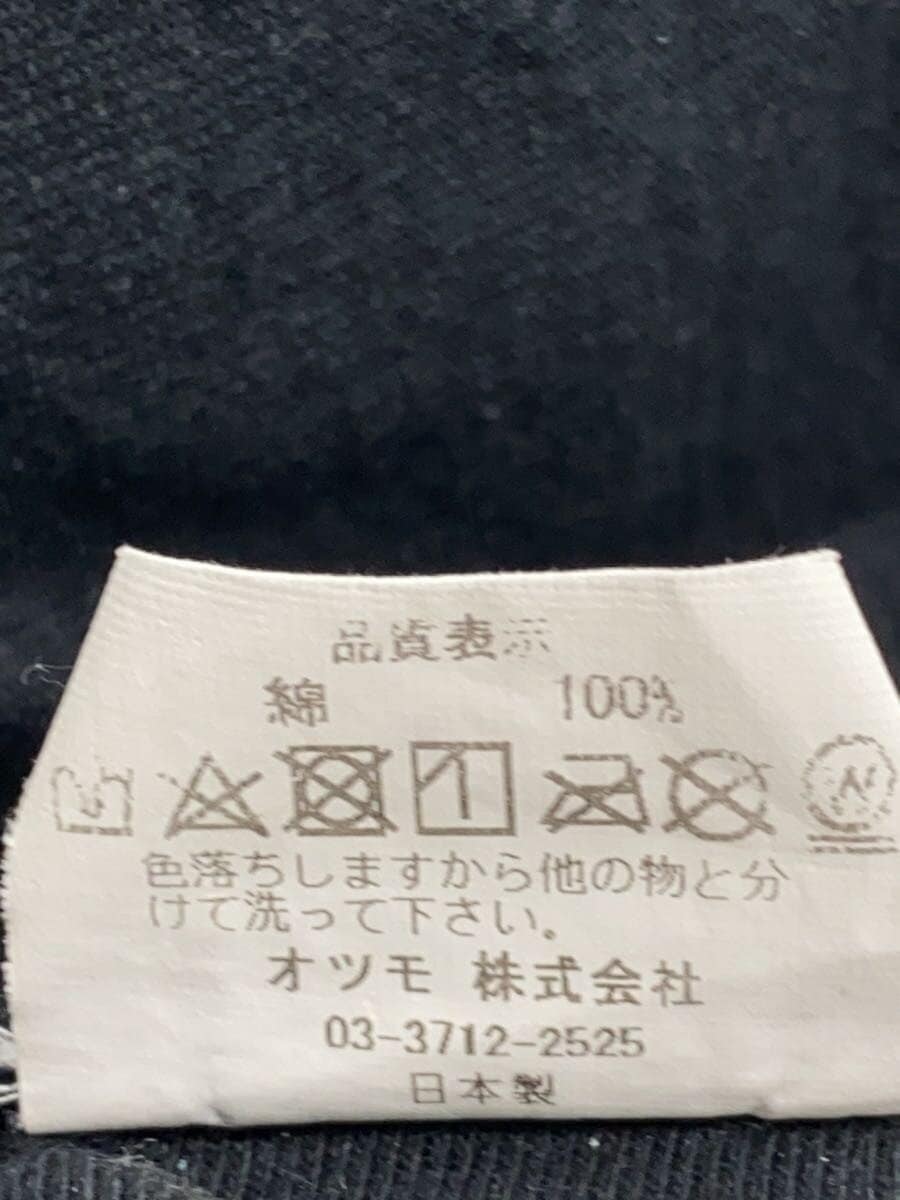 品質表示
綿 100%
色落ちしますから他の物と分
けて洗って下さい。
オツモ 株式会社
03-3712-2525
日本製